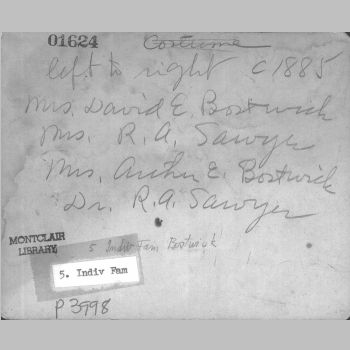 01624 Costume
left to right c1885
Mrs. David E. Bostwick
Mrs. R. A. Sawyer
Mrs. Arthur E. Bostwick
Dr. R. A. Sawyer
MONTCLAIR
LIBRARY
5 Indiv Fam Bostwick
5. Indiv Fam
P 3998